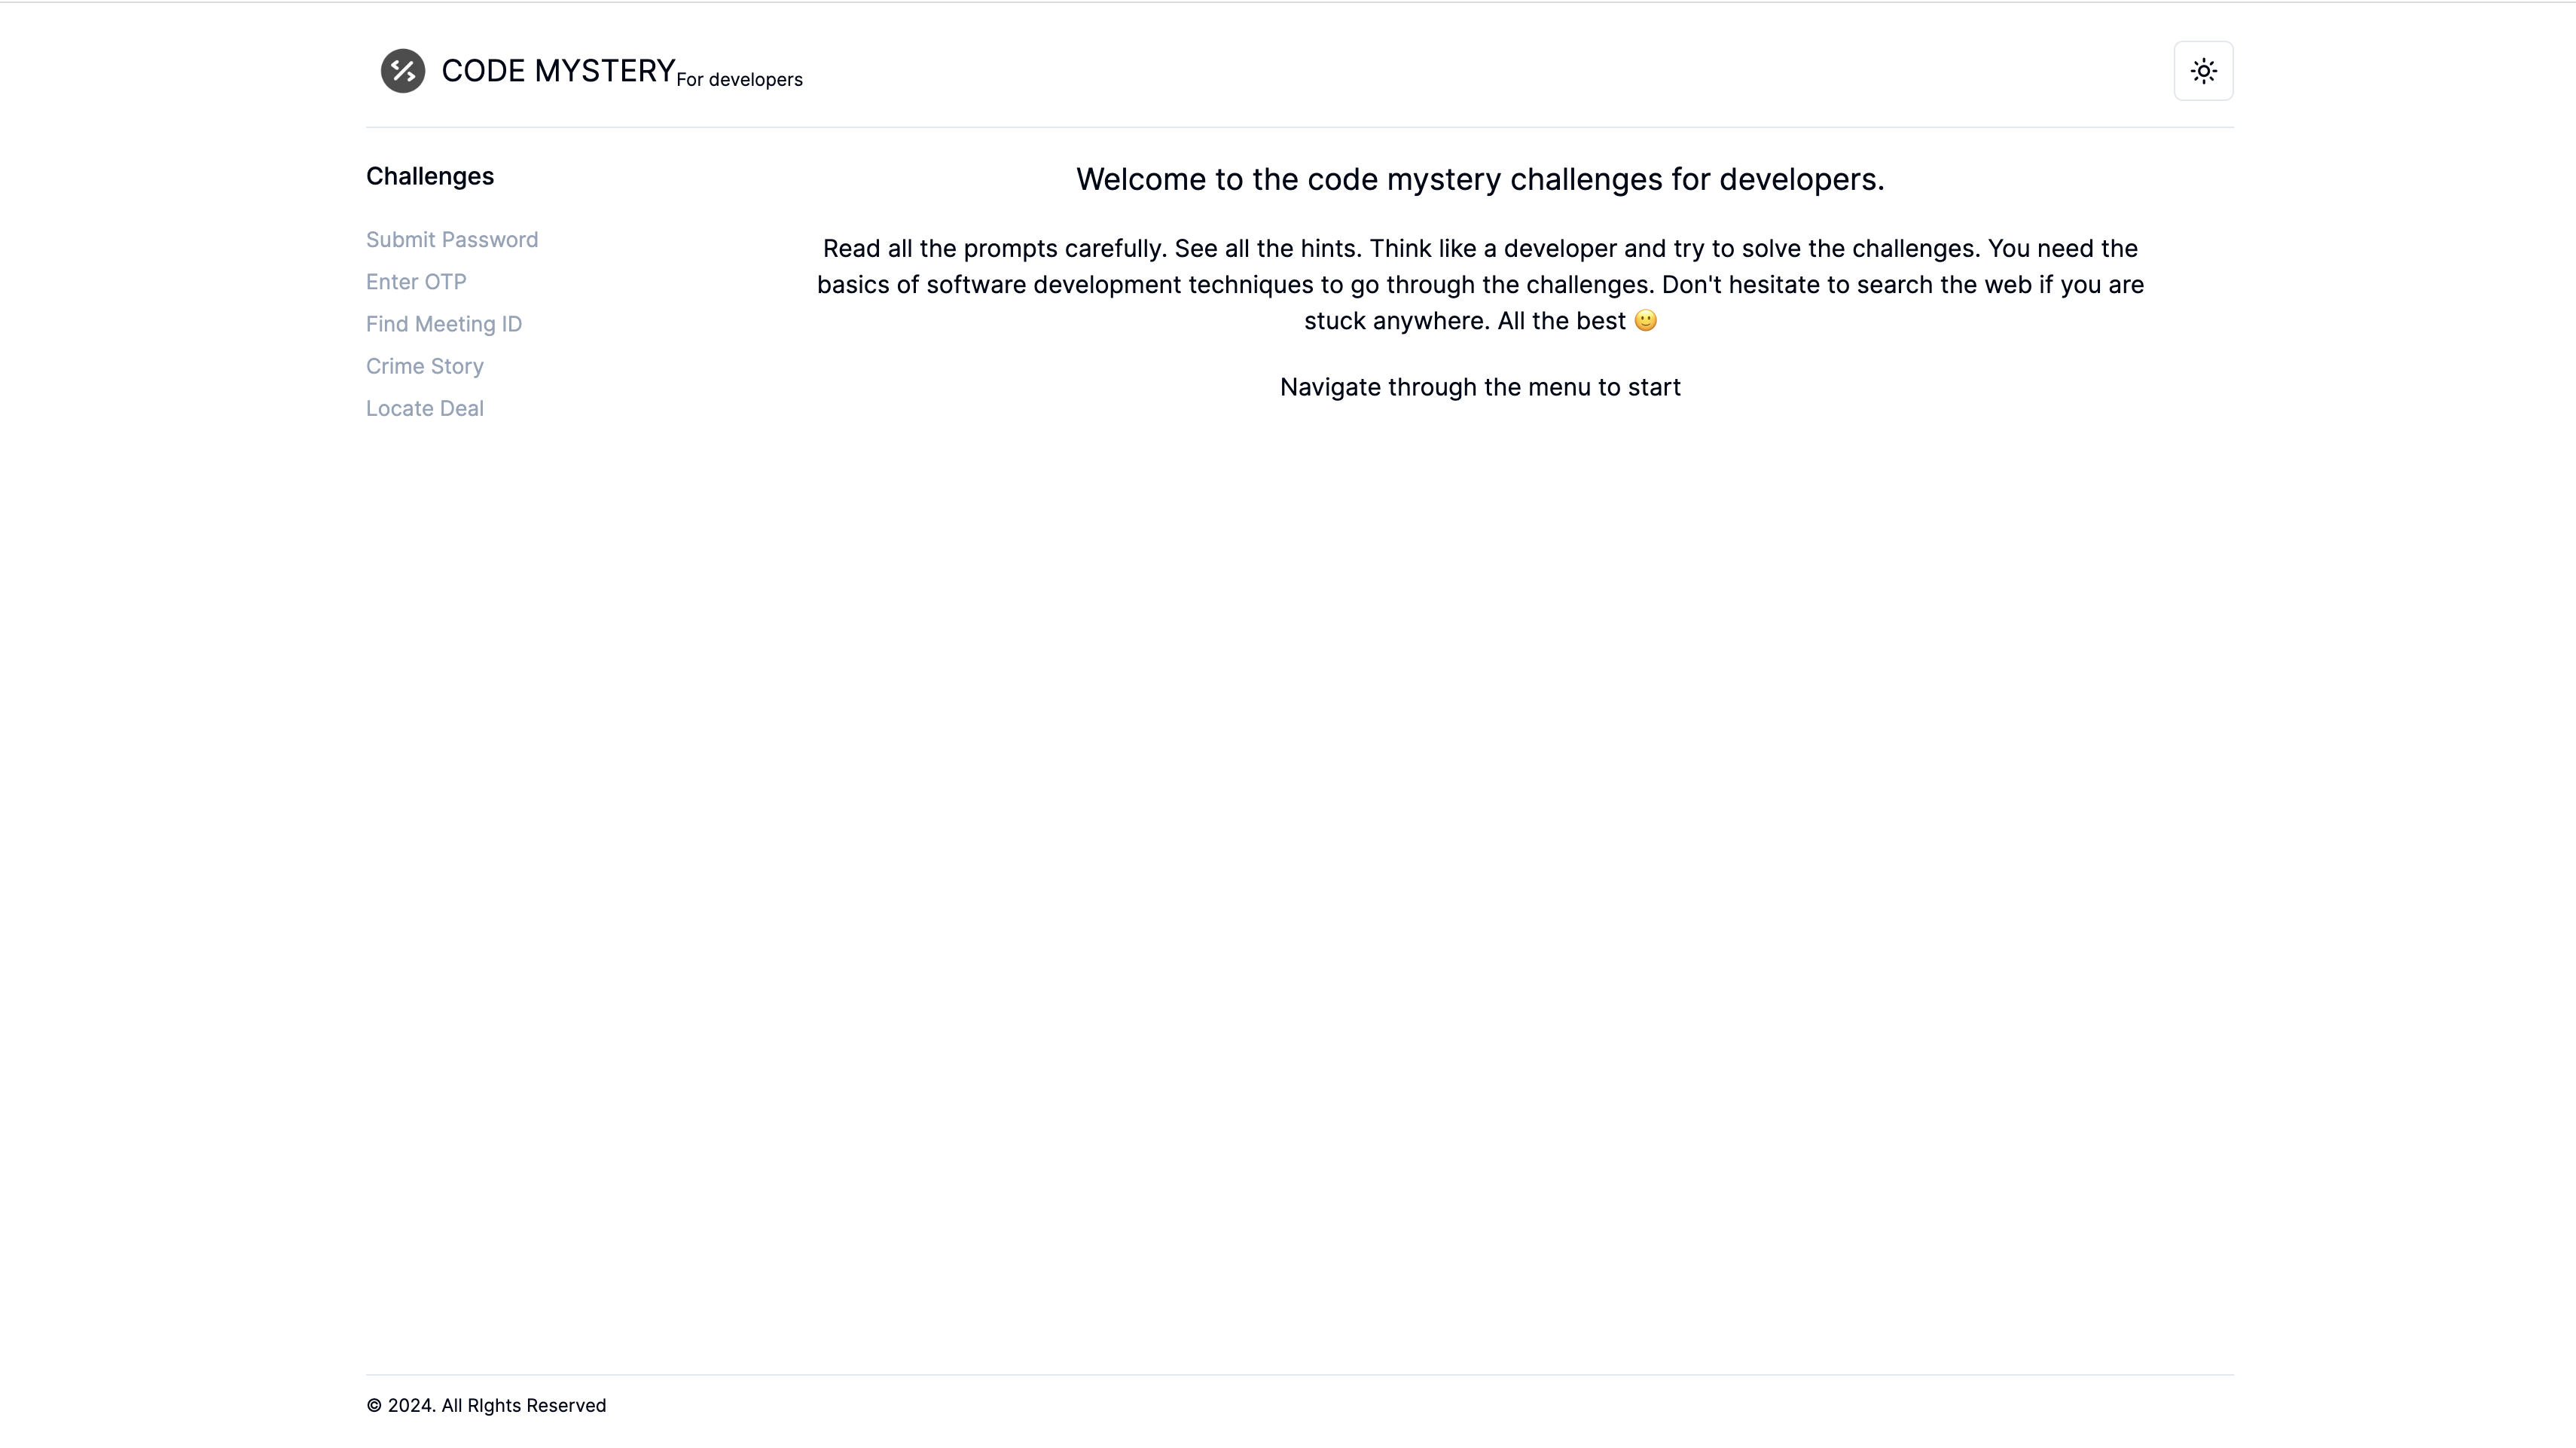 CODE MYSTERY For developers
Challenges
Submit Password
Enter OTP
Find Meeting ID
Crime Story
Locate Deal
Welcome to the code mystery challenges for developers.
Read all the prompts carefully. See all the hints. Think like a developer and try to solve the challenges. You need the
basics of software development techniques to go through the challenges. Don't hesitate to search the web if you are
stuck anywhere. All the best 🙂
Navigate through the menu to start
© 2024. All RIghts Reserved